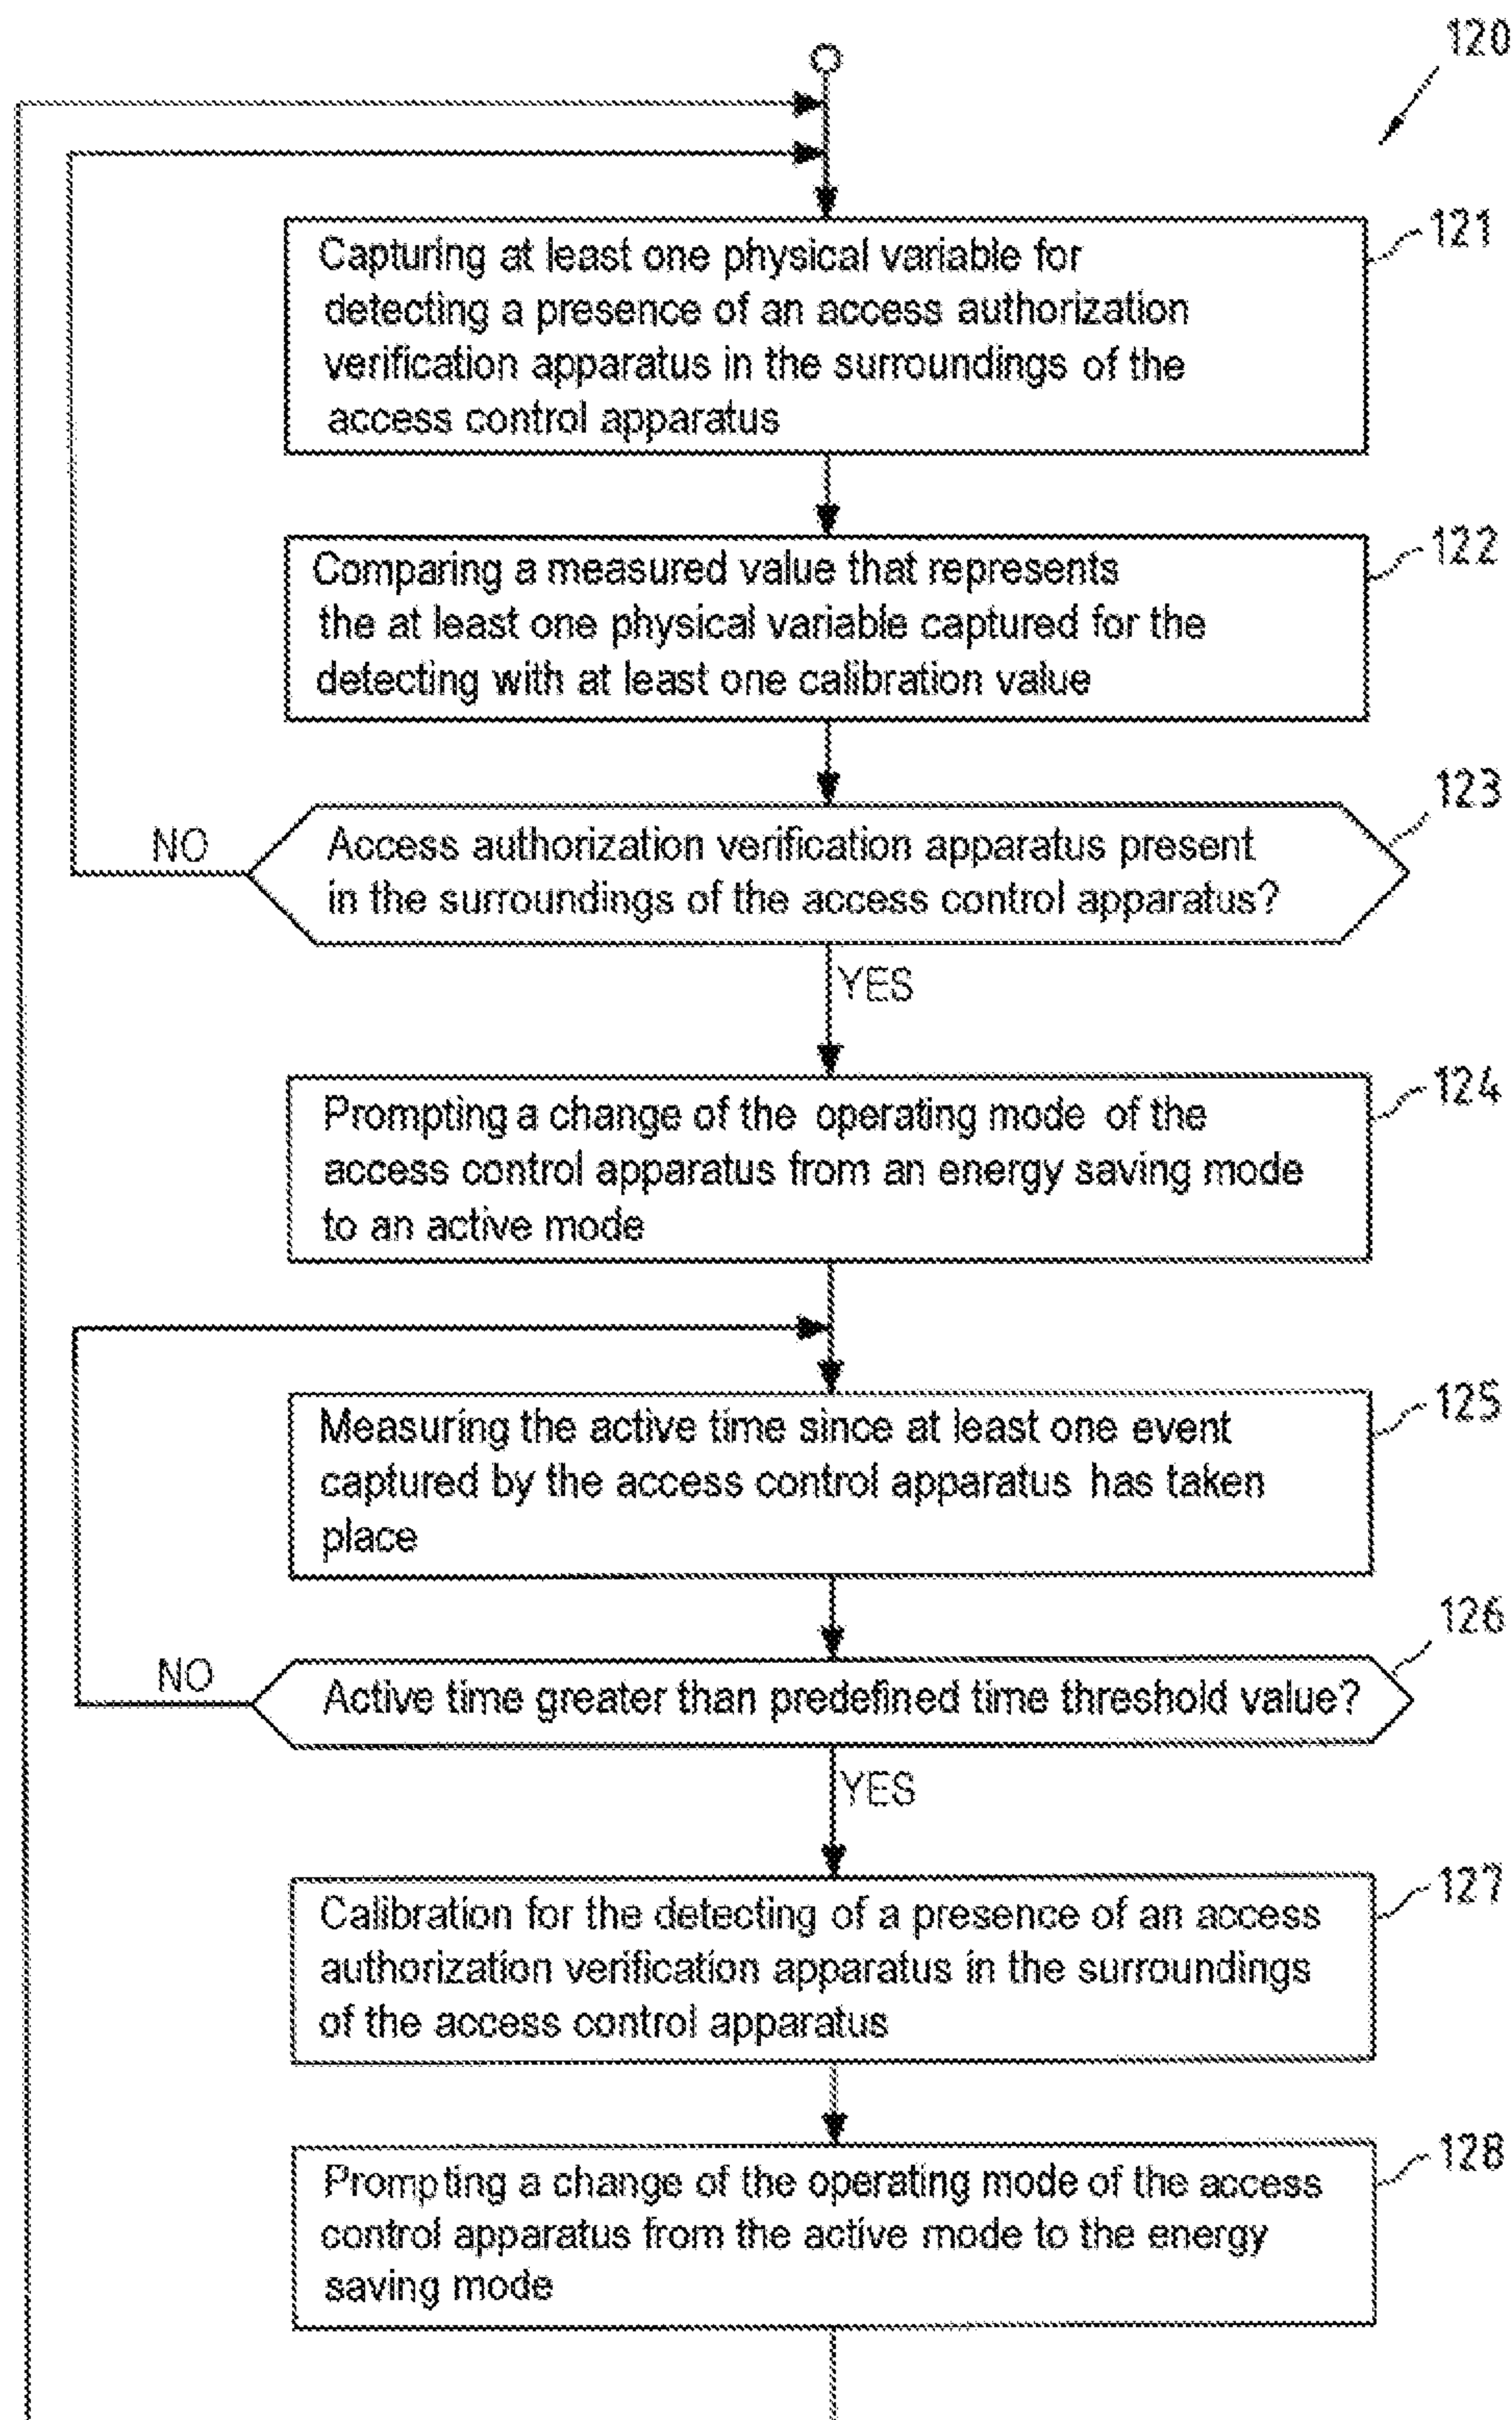 120
121
Capturing at least one physical variable for
detecting a presence of an access authorization
verification apparatus in the surroundings of the
access control apparatus
122
Comparing a measured value that represents
the at least one physical variable captured for the
detecting with at least one calibration value
123
NO
Access authorization verification apparatus present
in the surroundings of the access control apparatus?
YES
124
Prompting a change of the operating mode of the
access control apparatus from an energy saving mode
to an active mode
125
Measuring the active time since at least one event
captured by the access control apparatus has taken
place
126
NO
Active time greater than predefined time threshold value?
YES
127
Calibration for the detecting of a presence of an access
authorization verification apparatus in the surroundings
of the access control apparatus
128
Prompting a change of the operating mode of the access
control apparatus from the active mode to the energy
saving mode